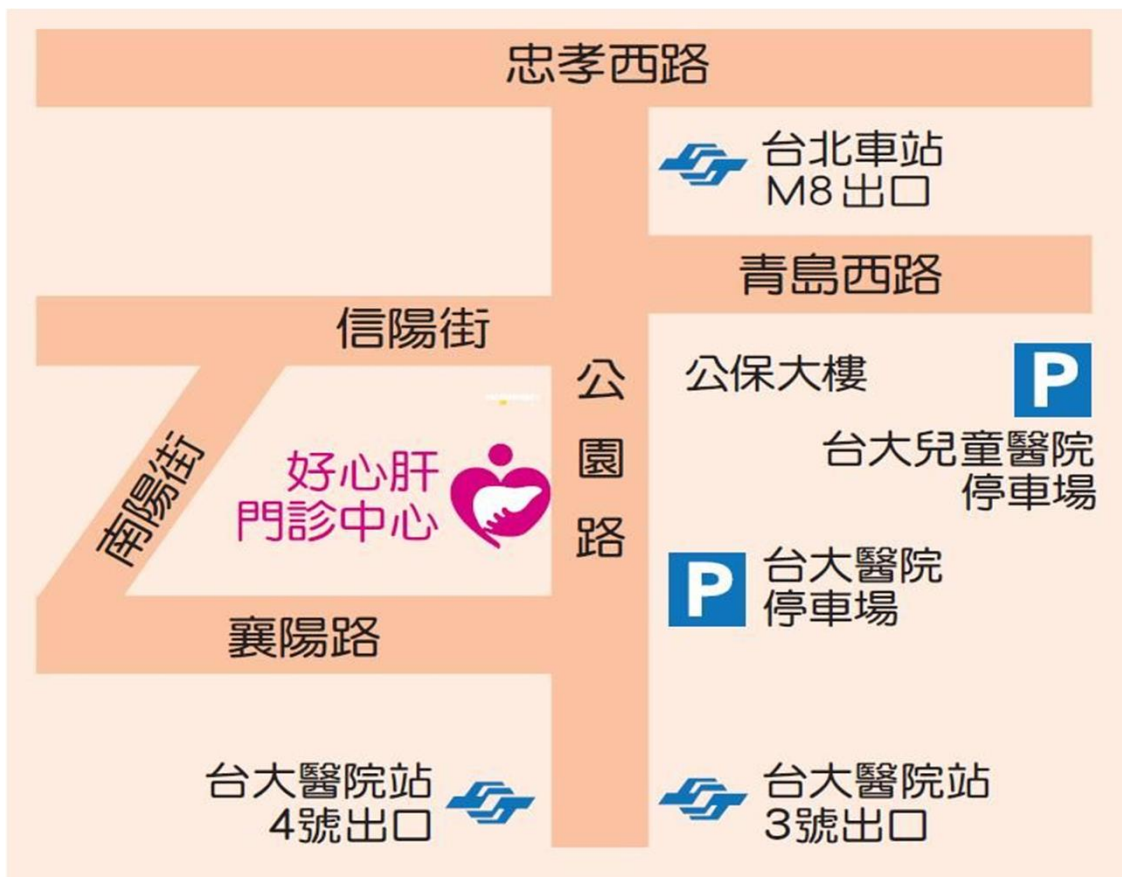 忠孝西路
台北車站
M8出口
青島西路
信陽街
公園路
公保大樓
P
台大兒童醫院
停車場
南陽街
好心肝
門診中心
P
台大醫院
停車場
襄陽路
台大醫院站
4號出口
台大醫院站
3號出口